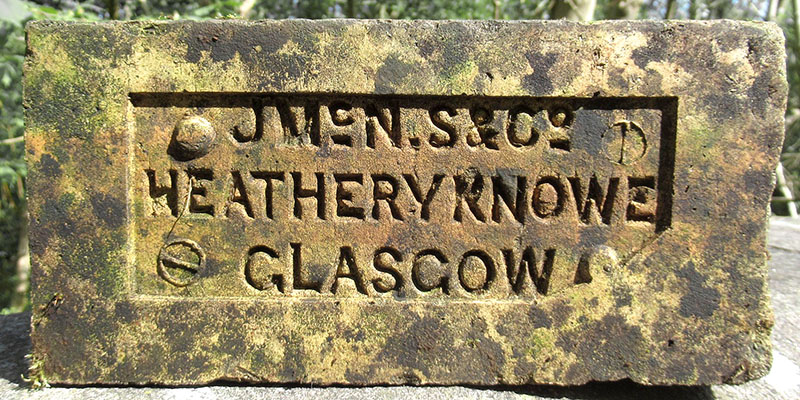 J McN. S & Co
HEATHERYKNOWE
GLASGOW